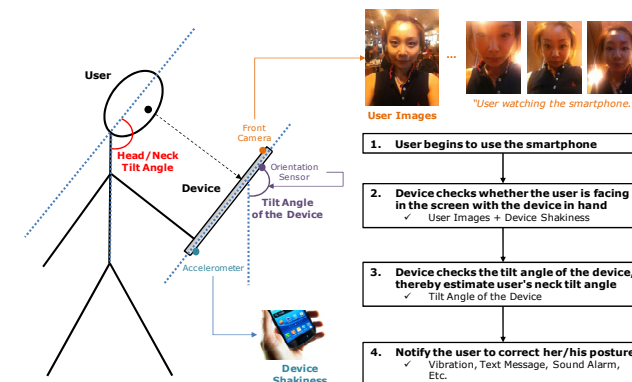 User
Head/Neck
Tilt Angle
Device
Front
Camera
Orientation
Sensor
Tilt Angle
of the Device
Accelerometer
Device
Shakiness
User Images
...
"User watching the smartphone.
1. User begins to use the smartphone
2. Device checks whether the user is facing
in the screen with the device in hand
✓ User Images + Device Shakiness
3. Device checks the tilt angle of the device,
thereby estimate user's neck tilt angle
✓ Tilt Angle of the Device
4. Notify the user to correct her/his posture
✓ Vibration, Text Message, Sound Alarm,
Etc.